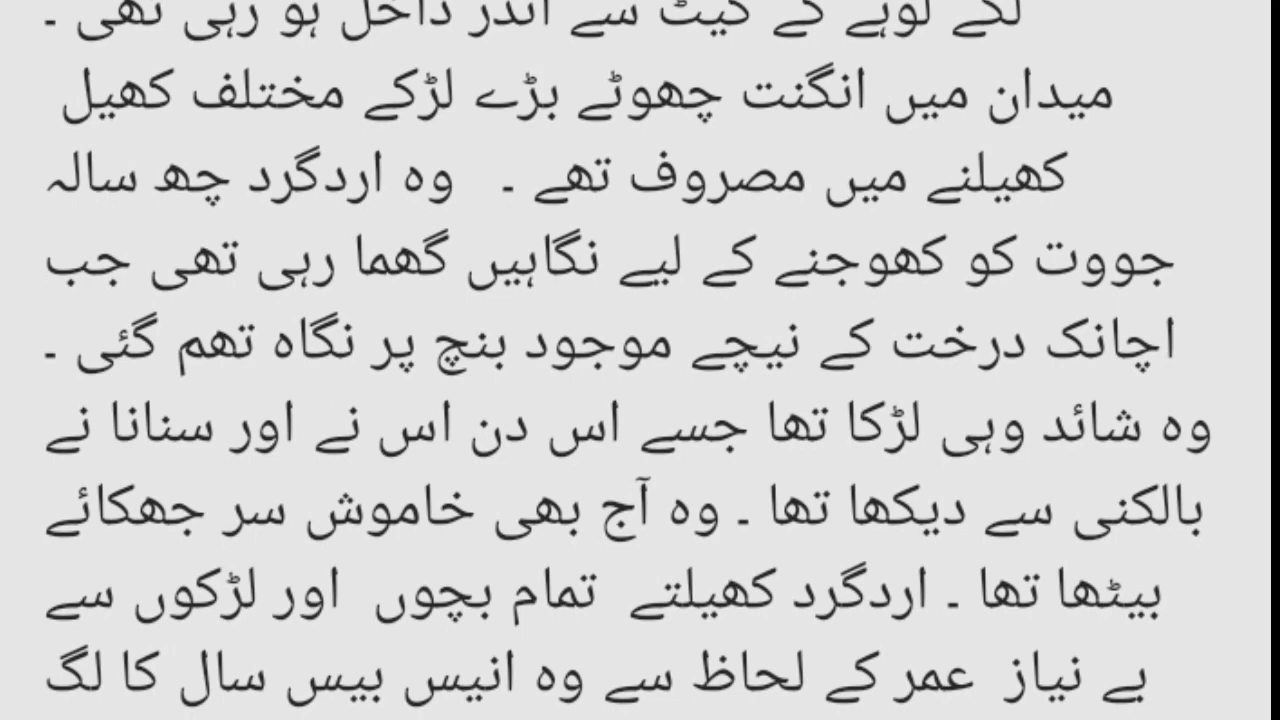 لگے لوہے کے گیٹ سے اندر داخل ہو رہی تھی ۔
میدان میں انگنت چھوٹے بڑے لڑکے مختلف کھیل
کھیلنے میں مصروف تھے ۔ وہ اردگرد چھ سالہ
جووت کو کھوجنے کے لیے نگاہیں گھما رہی تھی جب
اچانک درخت کے نیچے موجود بنچ پر نگاہ تھم گئی ۔
وہ شائد وہی لڑکا تھا جسے اس دن اس نے اور سنانا نے
بالکنی سے دیکھا تھا ۔ وہ آج بھی خاموش سر جھکائے
بیٹھا تھا ۔ اردگرد کھیلتے تمام بچوں اور لڑکوں سے
بے نیاز عمر کے لحاظ سے وہ انیس بیس سال کا لگ